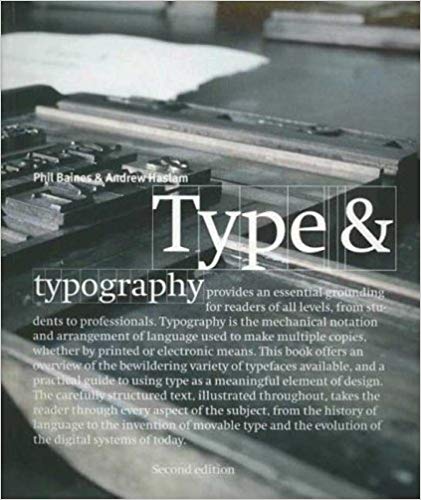 Phil Baines & Andrew Haslam
Type &
typography provides an essential grounding
for readers of all levels, from stu-
dents to professionals. Typography is the mechanical notation
and arrangement of language used to make multiple copies,
whether by printed or electronic means. This book offers an
overview of the bewildering variety of typefaces available, and a
practical guide to using type as a meaningful element of design.
The carefully structured text, illustrated throughout, takes the
reader through every aspect of the subject, from the history of
language to the invention of movable type and the evolution of
the digital systems of today.
Second edition